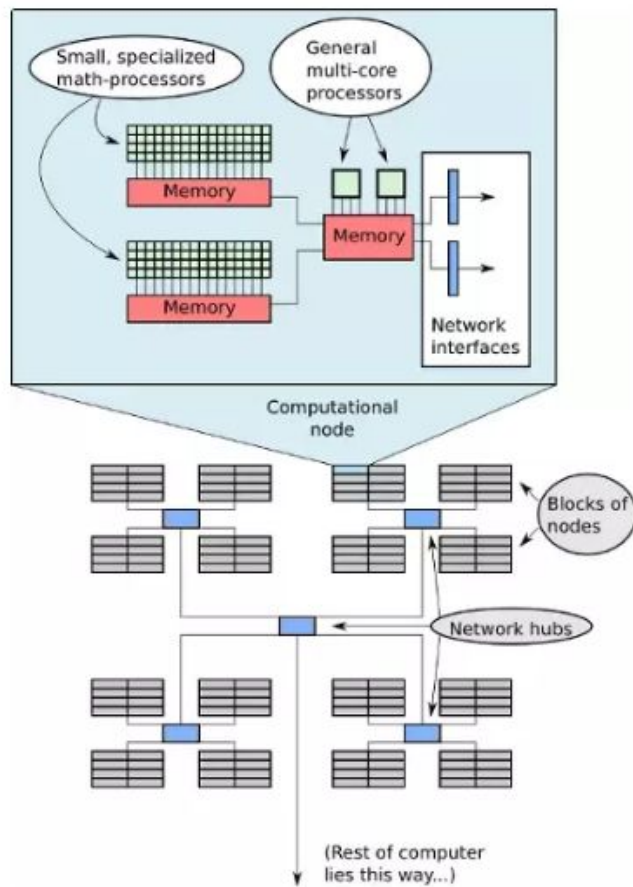 Small, specialized
math-processors
General
multi-core
processors
Memory
Memory
Memory
Network
interfaces
Computational
node
Blocks of
nodes
Network hubs
(Rest of computer
lies this way...)